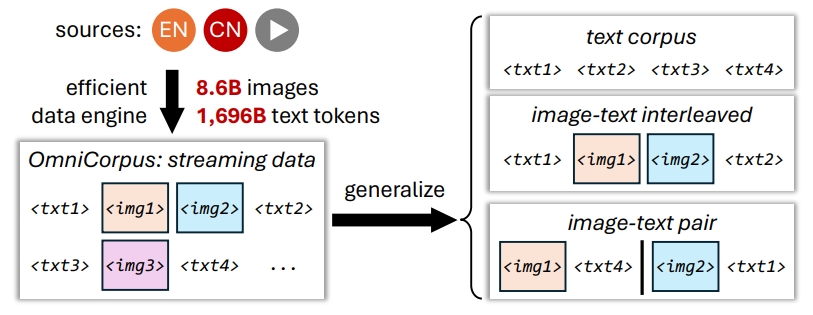 sources: EN CN
efficient 8.6B images
data engine 1,696B text tokens
OmniCorpus: streaming data
<txt1> <img1> <img2> <txt2>
<txt3> <img3> <txt4> ...
generalize
text corpus
<txt1> <txt2> <txt3> <txt4>
image-text interleaved
<txt1> <img1> <img2> <txt2>
image-text pair
<img1> <txt4> <img2> <txt1>